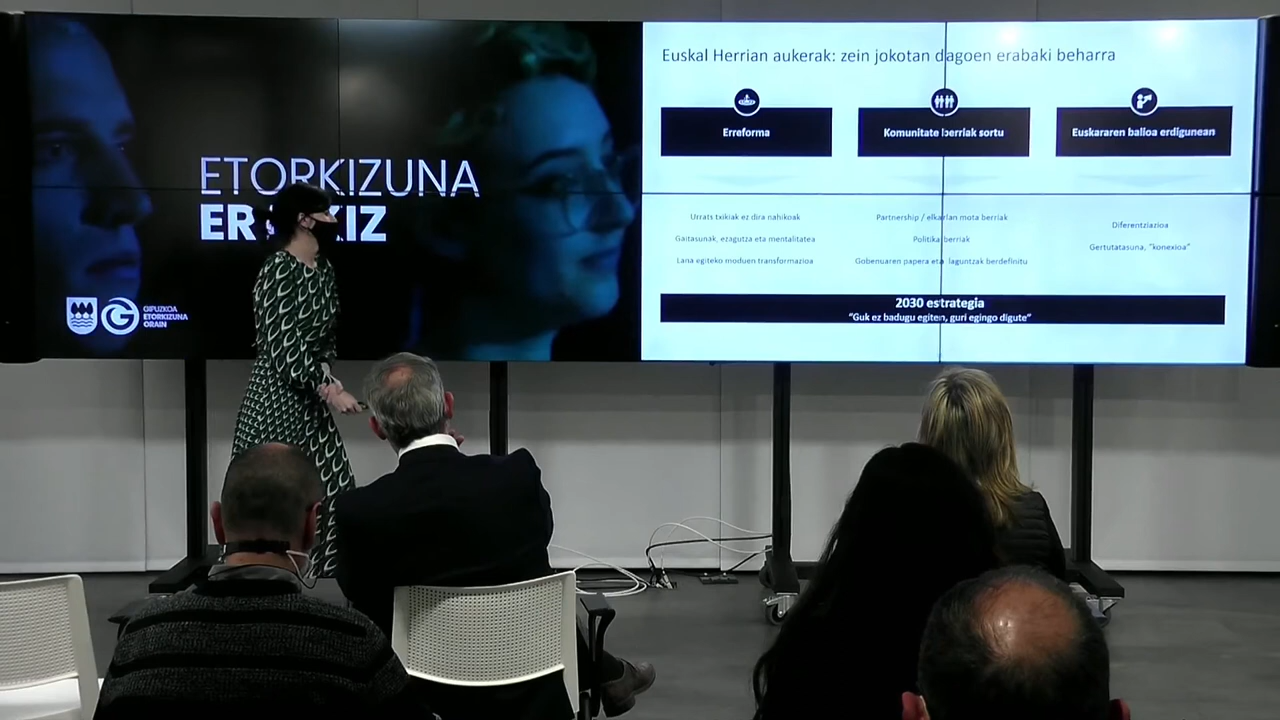 ETORKIZUNA
ERAIKIZ
GIPUZKOA
ETORKIZUNA
ORAIN
Euskal Herrian aukerak: zein jokotan dagoen erabaki beharra
Erreforma
Komunitate berriak sortu
Euskararen balioa erdigunean
Urrats txikiak ez dira nahikoak
Gaitasunak, ezagutza eta mentalitatea
Lana egiteko moduen transformazioa
Partnership / elkarlan mota berriak
Politika berriak
Gobenuaren papera eta laguntzak berdefinitu
Diferentziazioa
Gertutatasuna, "konexioa"
2030 estrategia
"Guk ez badugu egiten, guri egingo digute"